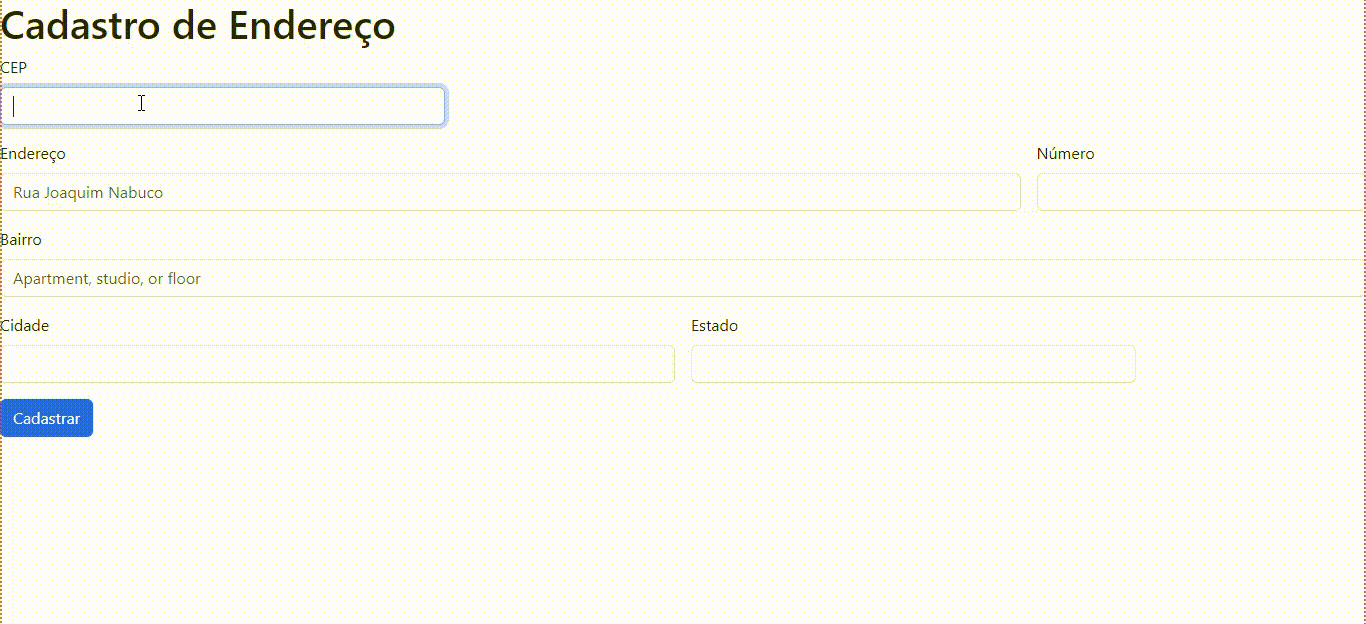 Cadastro de Endereço
CEP
Endereço Número
Rua Joaquim Nabuco
Bairro
Apartment, studio, or floor
Cidade Estado
Cadastrar